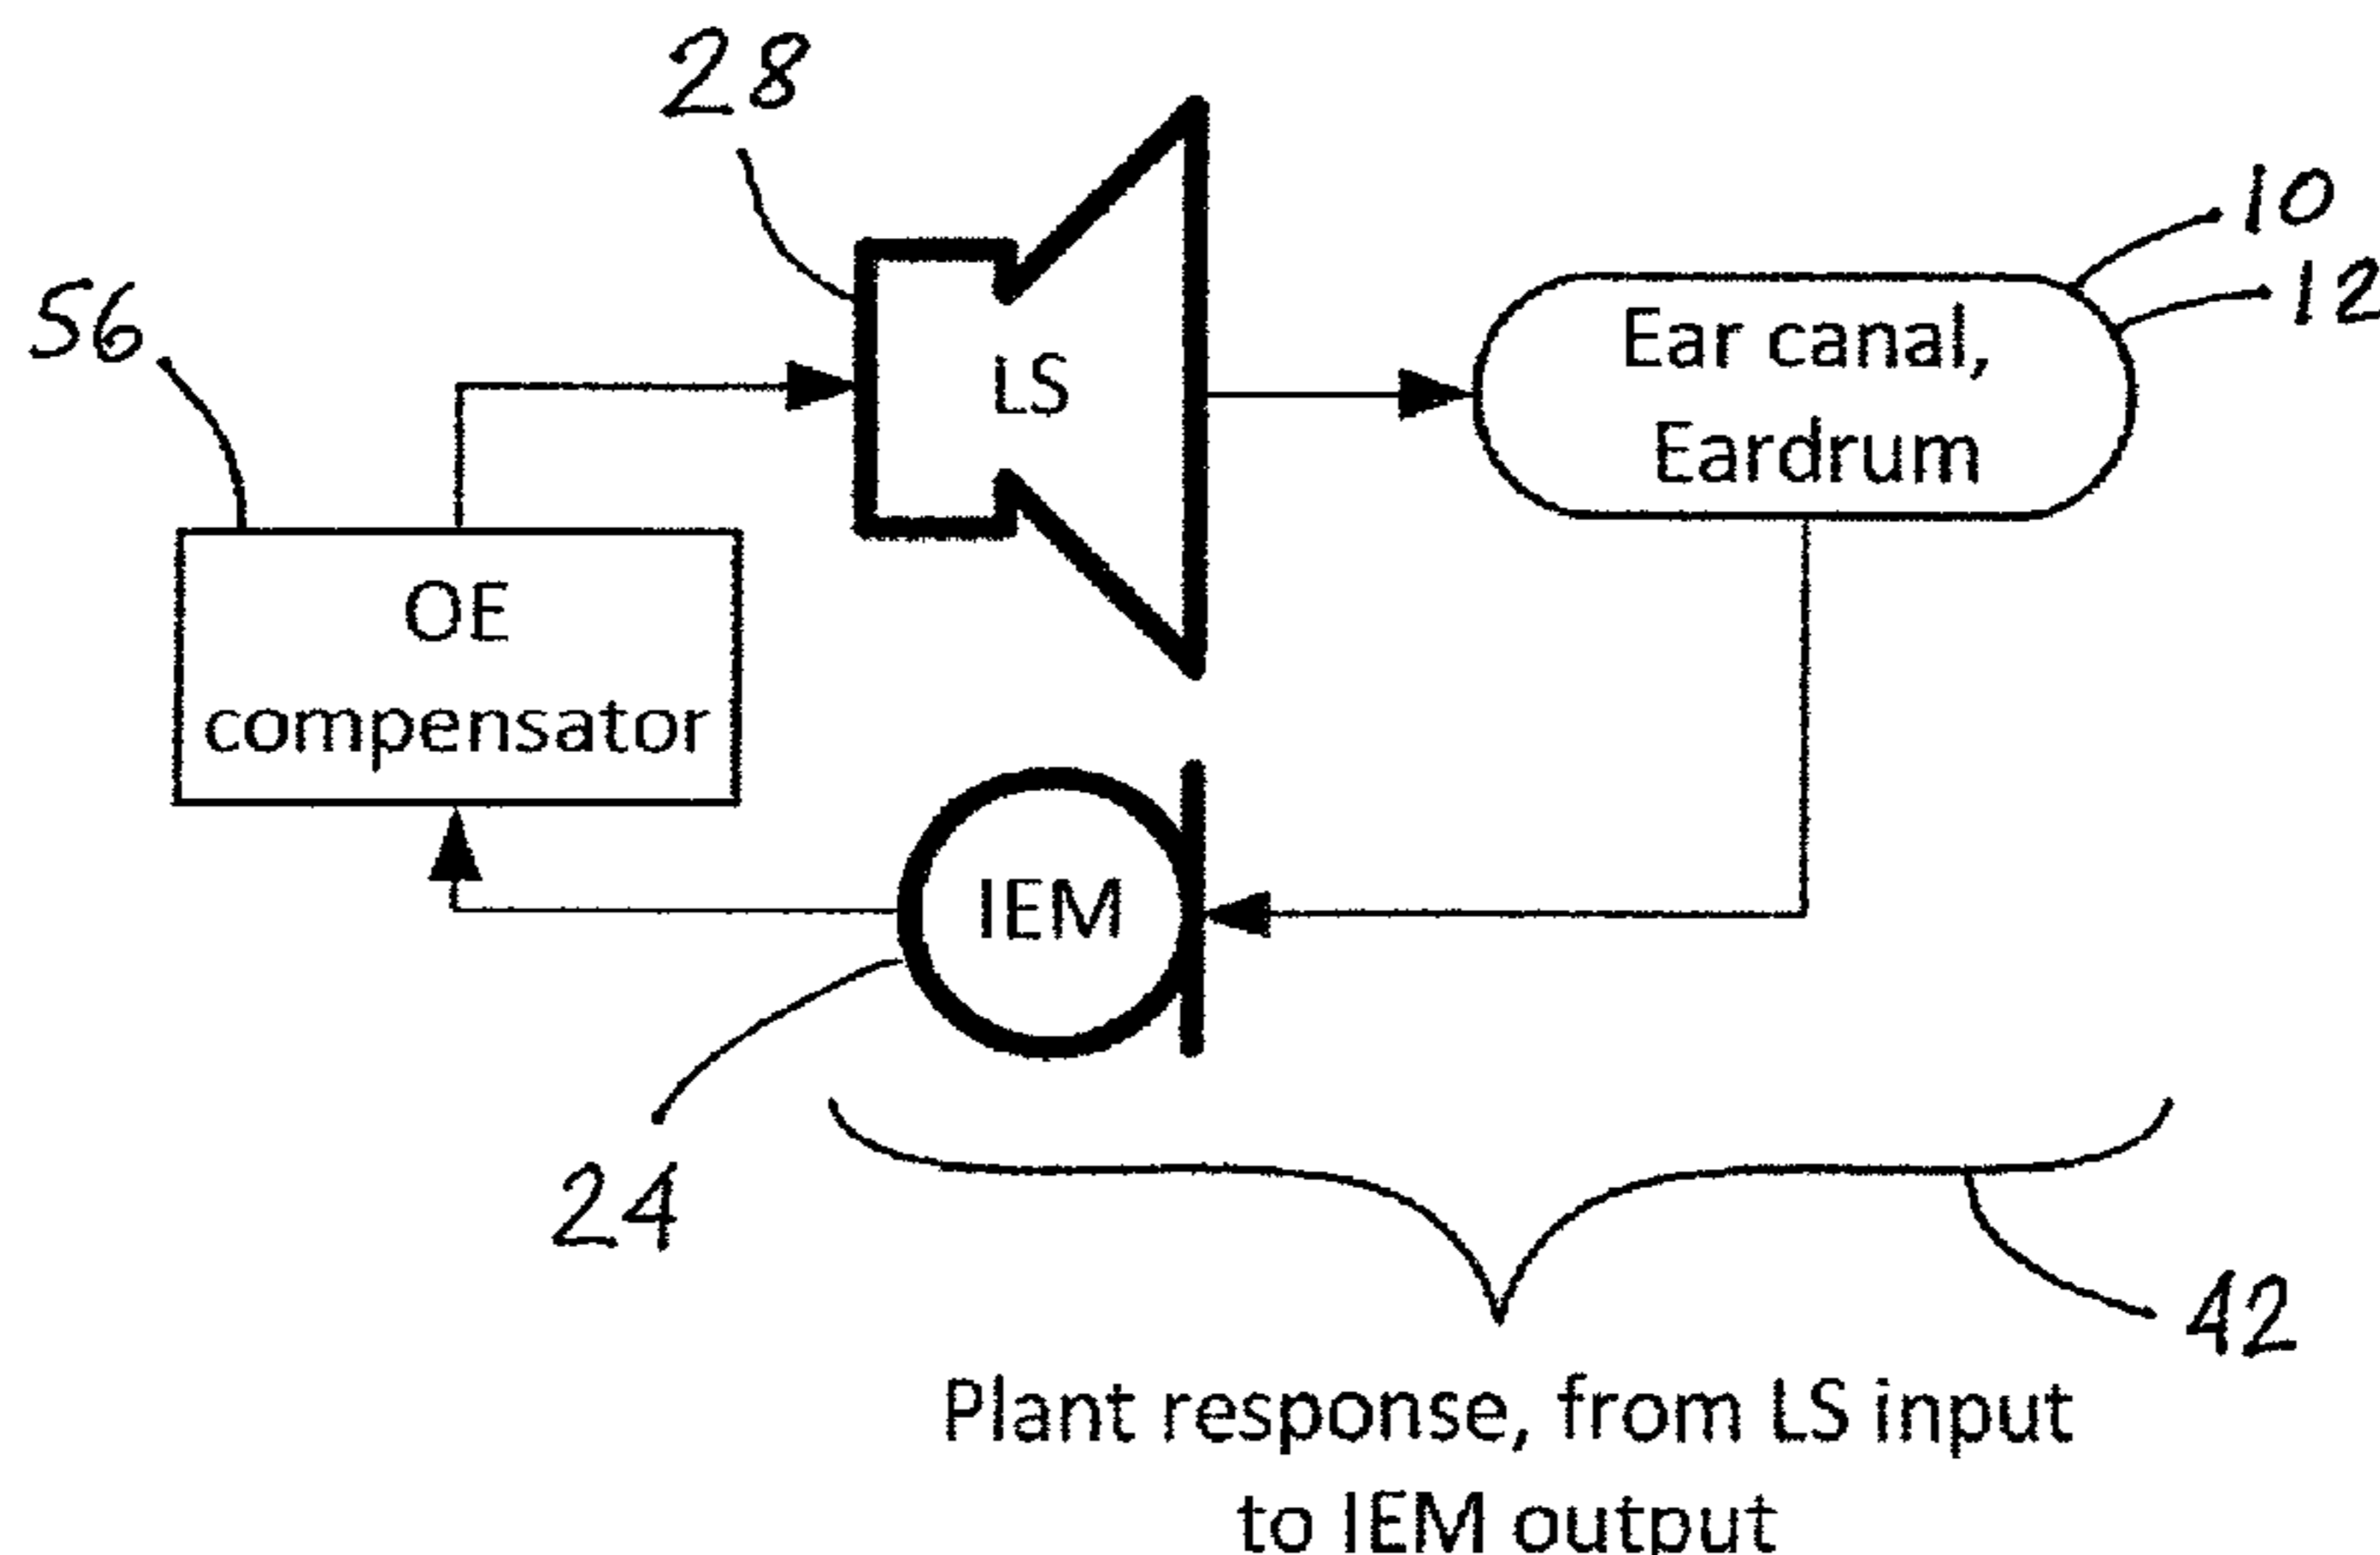 28
10
12
56
LS
Ear canal,
Eardrum
OE
compensator
IEM
24
42
Plant response, from LS input
to IEM output